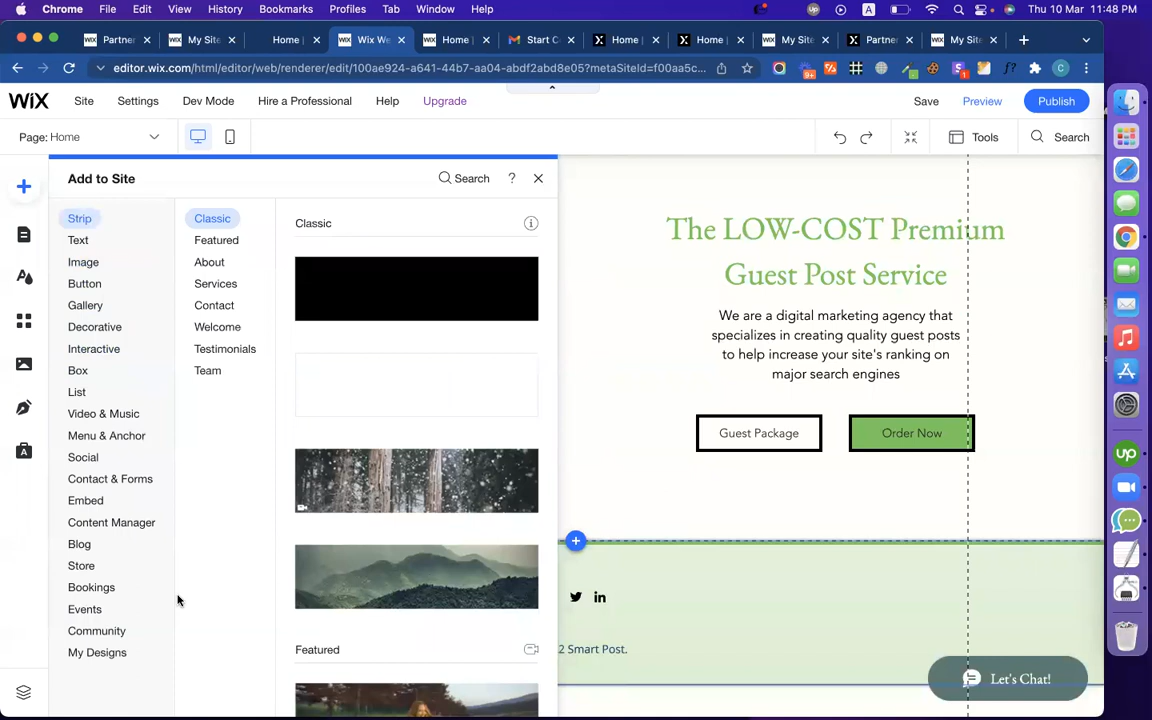 Chrome File Edit View History Bookmarks Profiles Tab Window Help
A
Thu 10 Mar 11:48 PM
Partner
My Site
Home |
Wix We
Home |
Start C
Home |
Home |
My Site
Partner
My Site
editor.wix.com/html/editor/web/renderer/edit/100ae924-a641-44b7-aa04-abdf2abd8e05?metaSiteId=f00aa5c...
WiX
Site
Settings
Dev Mode
Hire a Professional
Help
Upgrade
Save
Preview
Publish
Page: Home
Tools
Search
Add to Site
Search
?
Strip
Text
Image
Button
Gallery
Decorative
Interactive
Box
List
Video & Music
Menu & Anchor
Social
Contact & Forms
Embed
Content Manager
Blog
Store
Bookings
Events
Community
My Designs
Classic
Featured
About
Services
Contact
Welcome
Testimonials
Team
Classic
Featured
The LOW-COST Premium
Guest Post Service
We are a digital marketing agency that
specializes in creating quality guest posts
to help increase your site's ranking on
major search engines
Guest Package
Order Now
2 Smart Post.
Let's Chat!